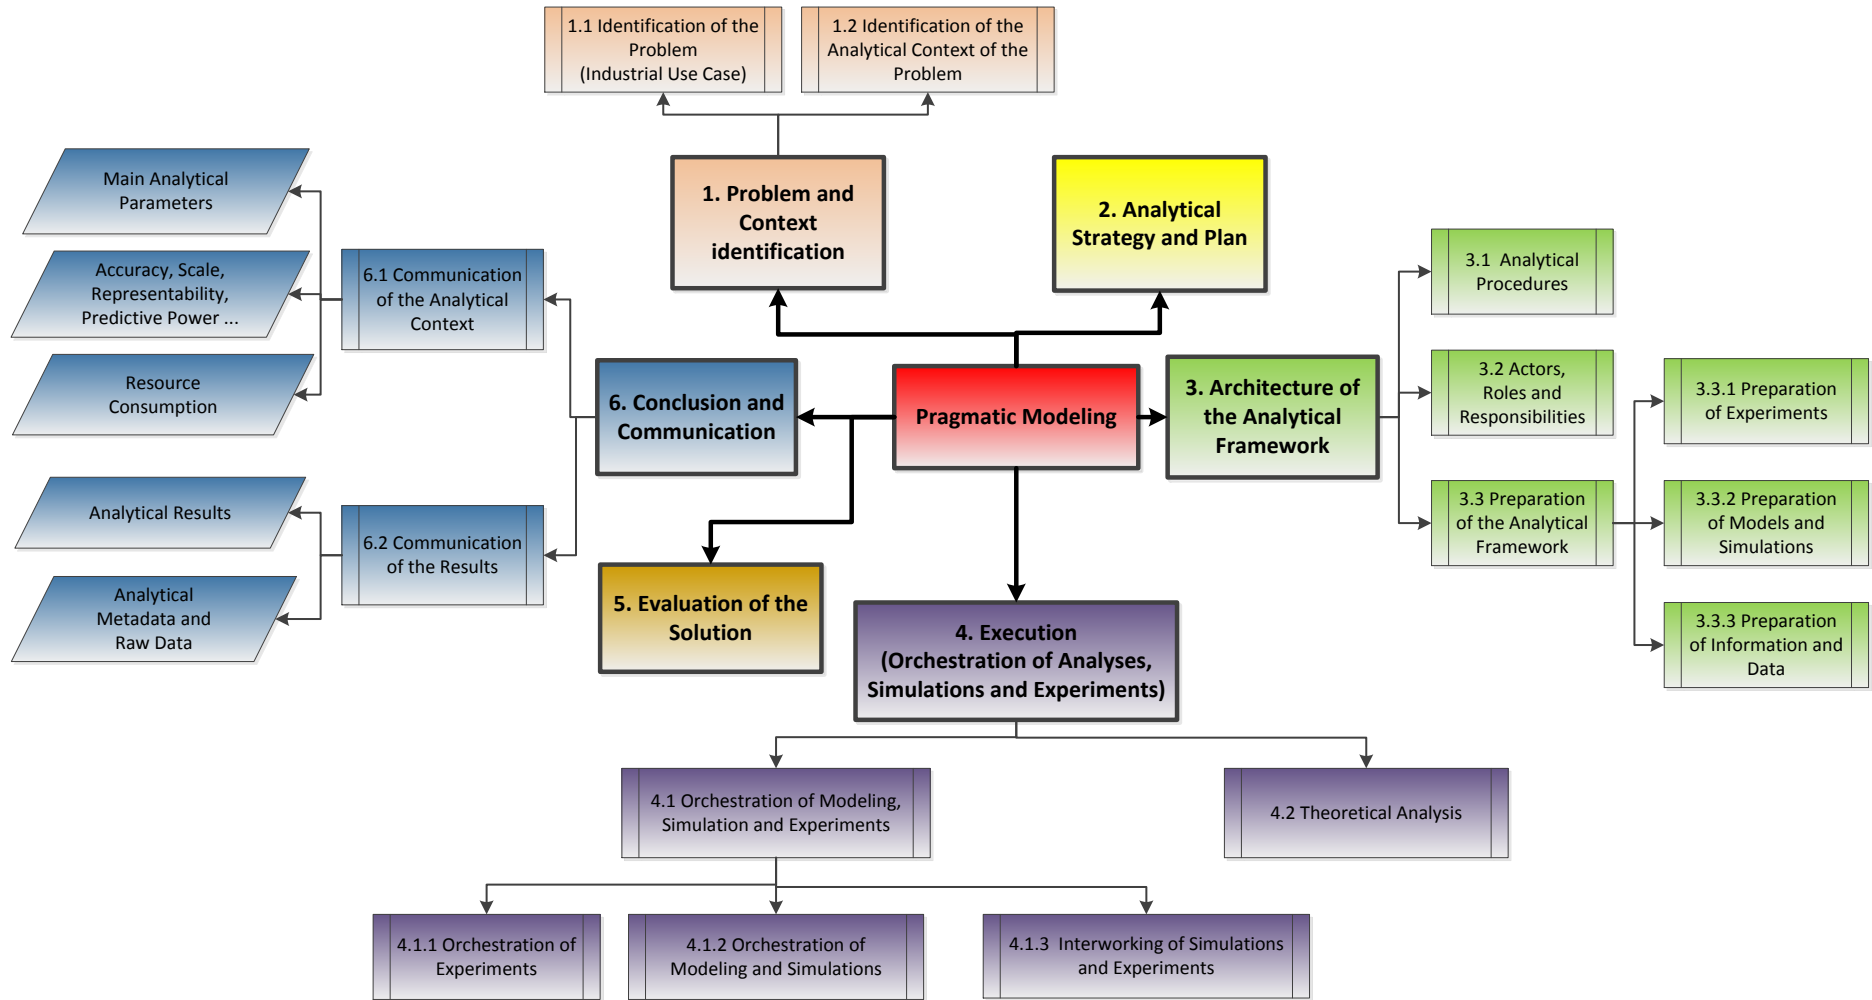 1.1 Identification of the
Problem
(Industrial Use Case)
1.2 Identification of the
Analytical Context of the
Problem
1. Problem and
Context
identification
2. Analytical
Strategy and Plan
Main Analytical
Parameters
Accuracy, Scale,
Representability,
Predictive Power ...
Resource
Consumption
6.1 Communication
of the Analytical
Context
3.1 Analytical
Procedures
3.2 Actors,
Roles and
Responsibilities
3.3 Preparation
of the Analytical
Framework
3.3.1 Preparation
of Experiments
3.3.2 Preparation
of Models and
Simulations
3.3.3 Preparation
of Information and
Data
6. Conclusion and
Communication
Pragmatic Modeling
3. Architecture of
the Analytical
Framework
Analytical Results
Analytical
Metadata and
Raw Data
6.2 Communication
of the Results
5. Evaluation of the
Solution
4. Execution
(Orchestration of Analyses,
Simulations and Experiments)
4.1 Orchestration of Modeling,
Simulation and Experiments
4.2 Theoretical Analysis
4.1.1 Orchestration of
Experiments
4.1.2 Orchestration of
Modeling and Simulations
4.1.3 Interworking of Simulations
and Experiments